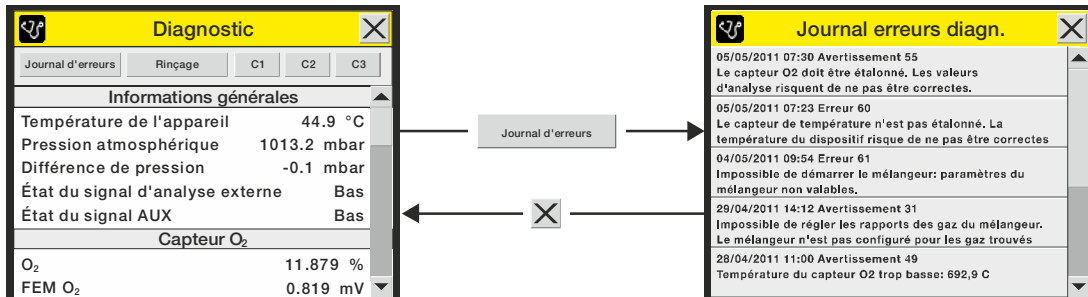 Diagnostic
Journal d'erreurs Rinçage C1 C2 C3
Informations générales
Température de l'appareil 44.9 °C
Pression atmosphérique 1013.2 mbar
Différence de pression -0.1 mbar
État du signal d'analyse externe Bas
État du signal AUX Bas
Capteur O₂
O₂ 11.879 %
FEM O₂ 0.819 mV
Journal d'erreurs
Journal erreurs diagn.
05/05/2011 07:30 Avertissement 55
Le capteur O2 doit être étalonné. Les valeurs
d'analyse risquent de ne pas être correctes.
05/05/2011 07:23 Erreur 60
Le capteur de température n'est pas étalonné. La
température du dispositif risque de ne pas être correctes
04/05/2011 09:54 Erreur 61
Impossible de démarrer le mélangeur: paramètres du
mélangeur non valables.
29/04/2011 14:12 Avertissement 31
Impossible de régler les rapports des gaz du mélangeur.
Le mélangeur n'est pas configuré pour les gaz trouvés
28/04/2011 11:00 Avertissement 49
Température du capteur O2 trop basse: 692,9 C